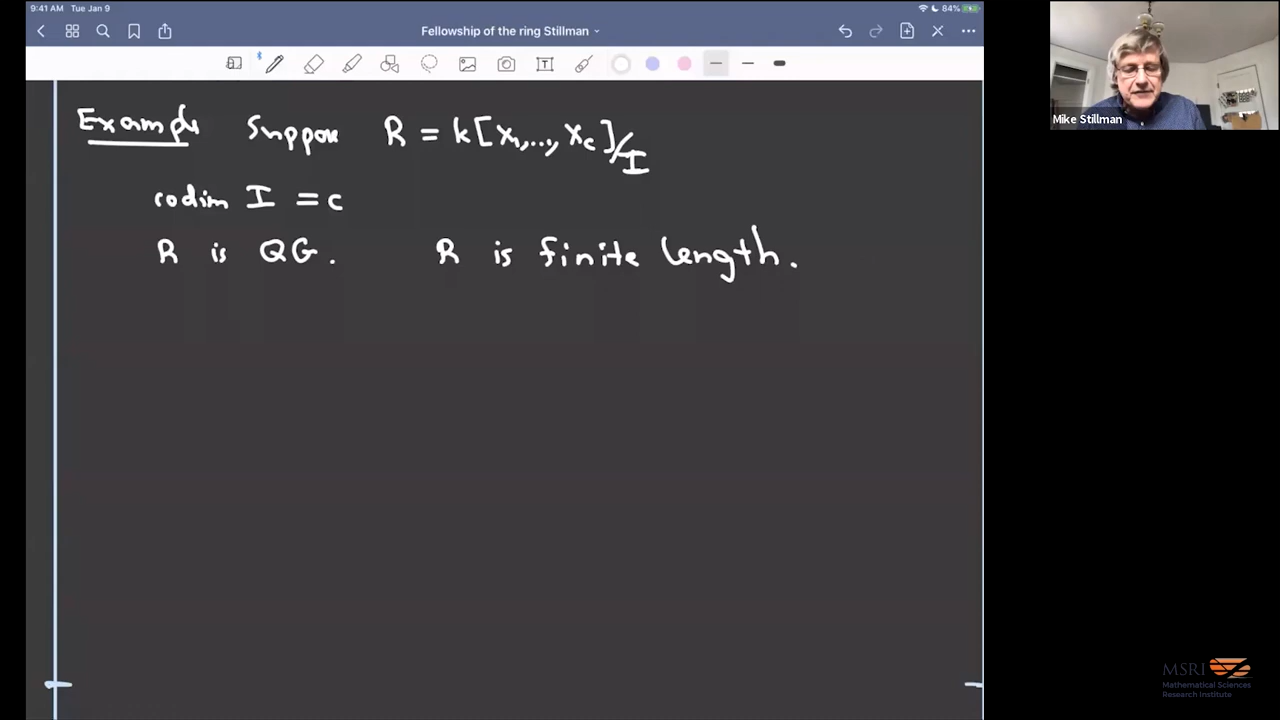 9:41 AM Tue Jan 9
84%
Fellowship of the ring Stillman
Example Suppose R = k[x₁,..., x_c]/I
codim I = c
R is QG. R is finite length.
Mike Stillman
MSRI
Mathematical Sciences
Research Institute